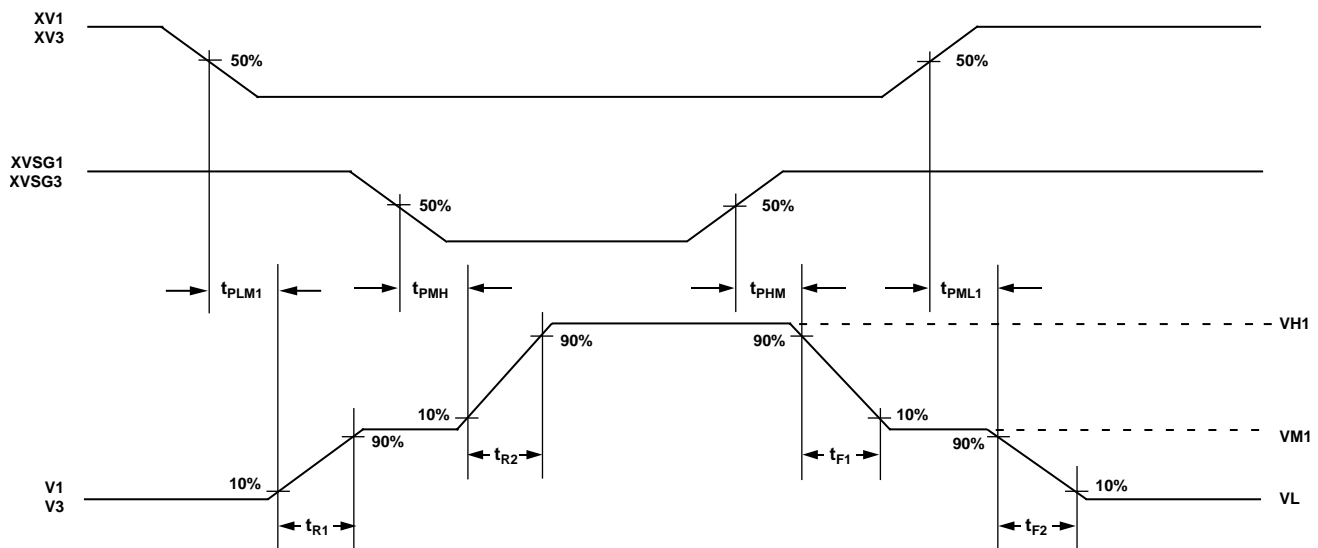 XV1
XV3
50%
50%
XVSG1
XVSG3
50%
50%
tPLM1
tPMH
tPHM
tPML1
VH1
90%
90%
10%
10%
90%
90%
VM1
tR2
tF1
V1
V3
10%
10%
VL
tR1
tF2